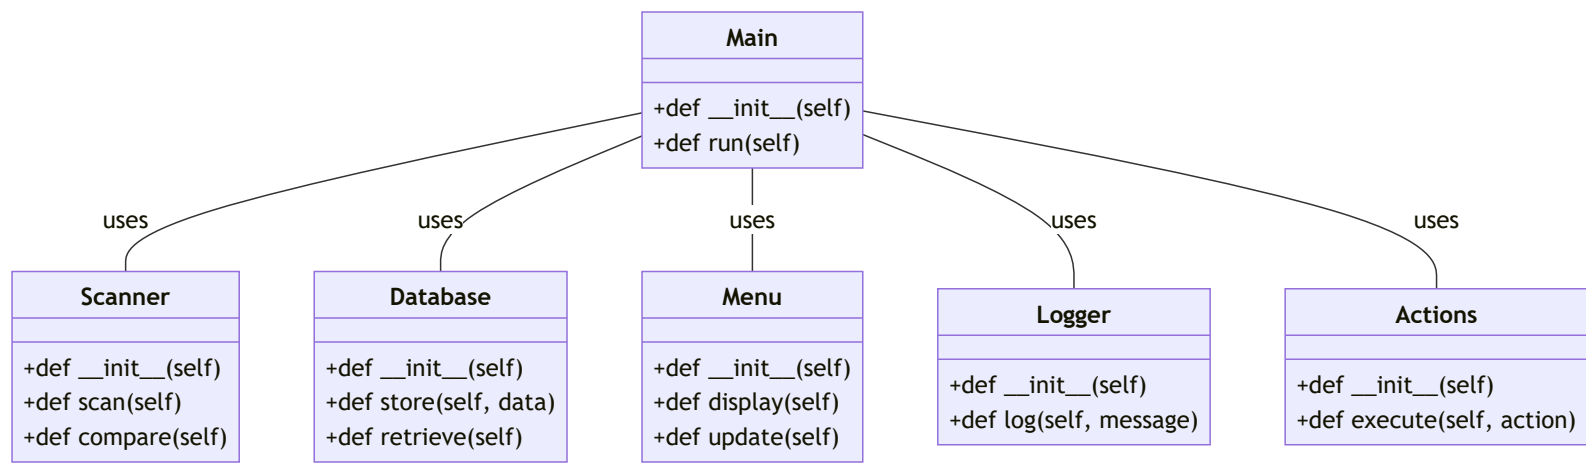 Main
+def __init__(self)
+def run(self)
uses
uses
uses
uses
uses
Scanner
+def __init__(self)
+def scan(self)
+def compare(self)
Database
+def __init__(self)
+def store(self, data)
+def retrieve(self)
Menu
+def __init__(self)
+def display(self)
+def update(self)
Logger
+def __init__(self)
+def log(self, message)
Actions
+def __init__(self)
+def execute(self, action)